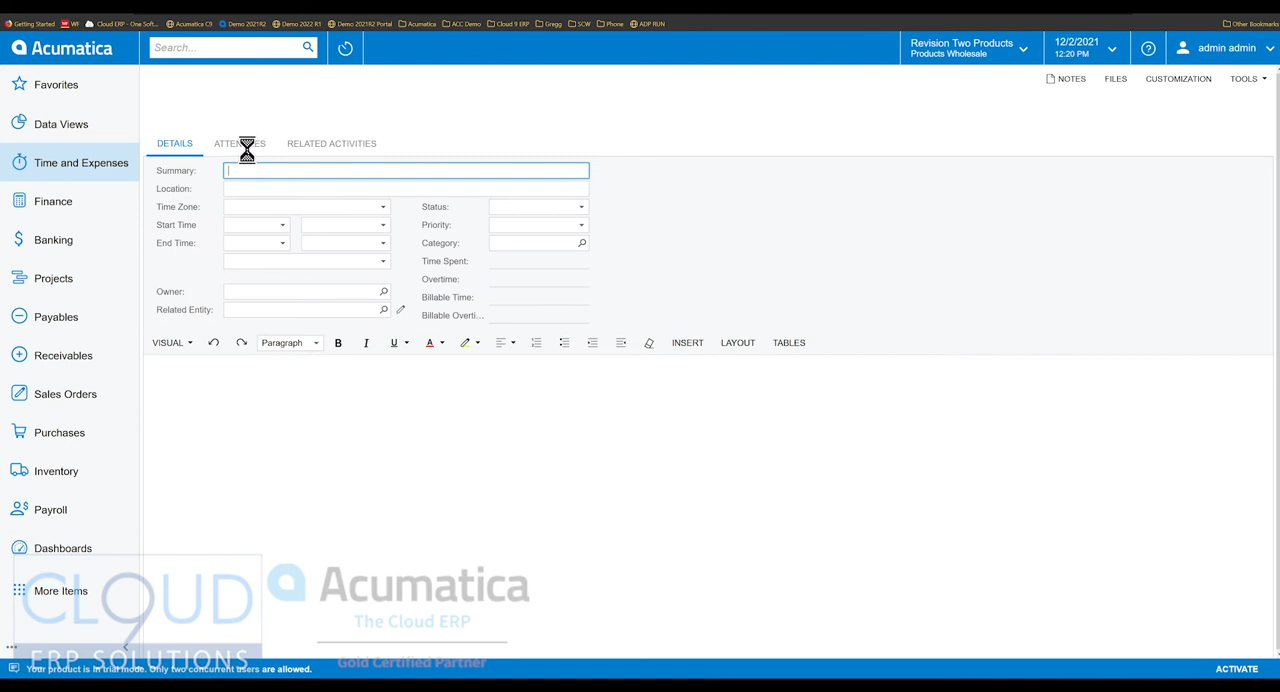 Getting Started WF Cloud ERP - One Soft... Acumatica C9 Demo 2021R2 Demo 2022 R1 Demo 2021R2 Portal Acumatica ACC Demo Cloud 9 ERP Gregg SCW Phone ADP RUN Other Bookmarks
Acumatica Search... Revision Two Products 12/2/2021 admin admin
Products Wholesale 12:20 PM
NOTES FILES CUSTOMIZATION TOOLS
Favorites
Data Views
Time and Expenses
Finance
Banking
Projects
Payables
Receivables
Sales Orders
Purchases
Inventory
Payroll
Dashboards
More Items
DETAILS RELATED ACTIVITIES
Summary:
Location:
Time Zone: Status:
Start Time Priority:
End Time: Category:
Time Spent:
Overtime:
Owner: Billable Time:
Related Entity: Billable Overti...
VISUAL Paragraph B I U A INSERT LAYOUT TABLES
CLOUD 9
ERP SOLUTIONS
Acumatica
The Cloud ERP
Gold Certified Partner
Your product is in trial mode. Only two concurrent users are allowed. ACTIVATE